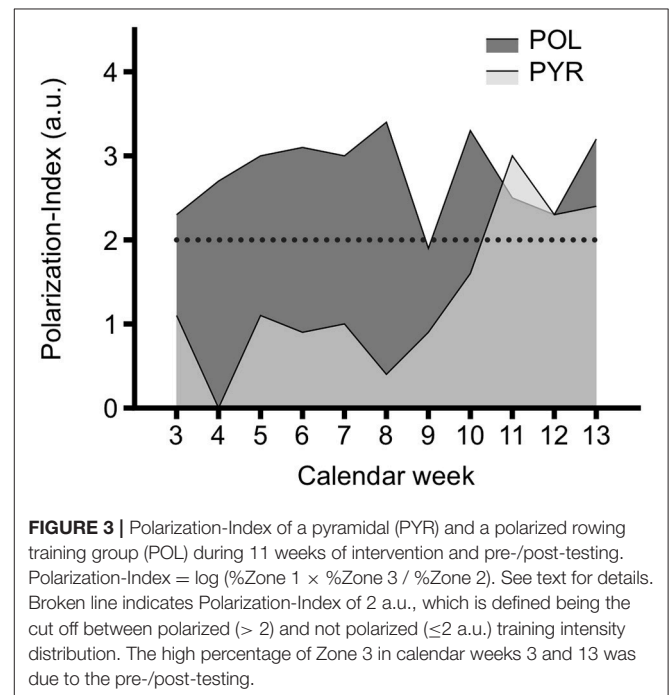 POL
PYR
Polarization-Index (a.u.)
4
3
2
1
0
3 4 5 6 7 8 9 10 11 12 13
Calendar week
FIGURE 3 | Polarization-Index of a pyramidal (PYR) and a polarized rowing
training group (POL) during 11 weeks of intervention and pre-/post-testing.
Polarization-Index = log (%Zone 1 × %Zone 3 / %Zone 2). See text for details.
Broken line indicates Polarization-Index of 2 a.u., which is defined being the
cut off between polarized (> 2) and not polarized (≤2 a.u.) training intensity
distribution. The high percentage of Zone 3 in calendar weeks 3 and 13 was
due to the pre-/post-testing.